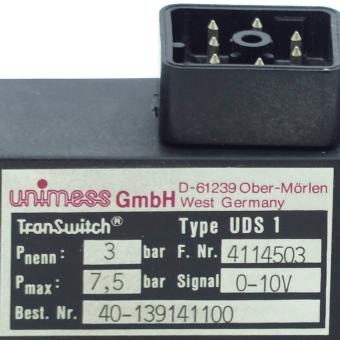 unimess GmbH D-61239 Ober-Mörlen
West Germany
TranSwitch® Type UDS 1
Pnenn: 3 bar F. Nr. 4114503
Pmax: 7,5 bar Signal 0-10V
Best. Nr. 40-139141100